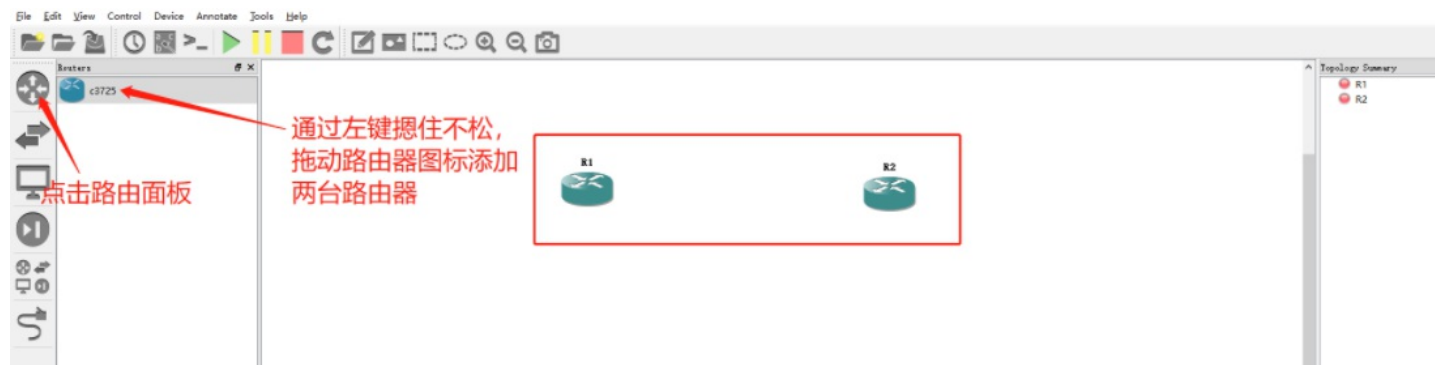 File Edit View Control Device Annotate Tools Help
Routers
Topology Summary
c3725
R1
R2
通过左键摁住不松，
拖动路由器图标添加
两台路由器
点击路由面板
R1
R2